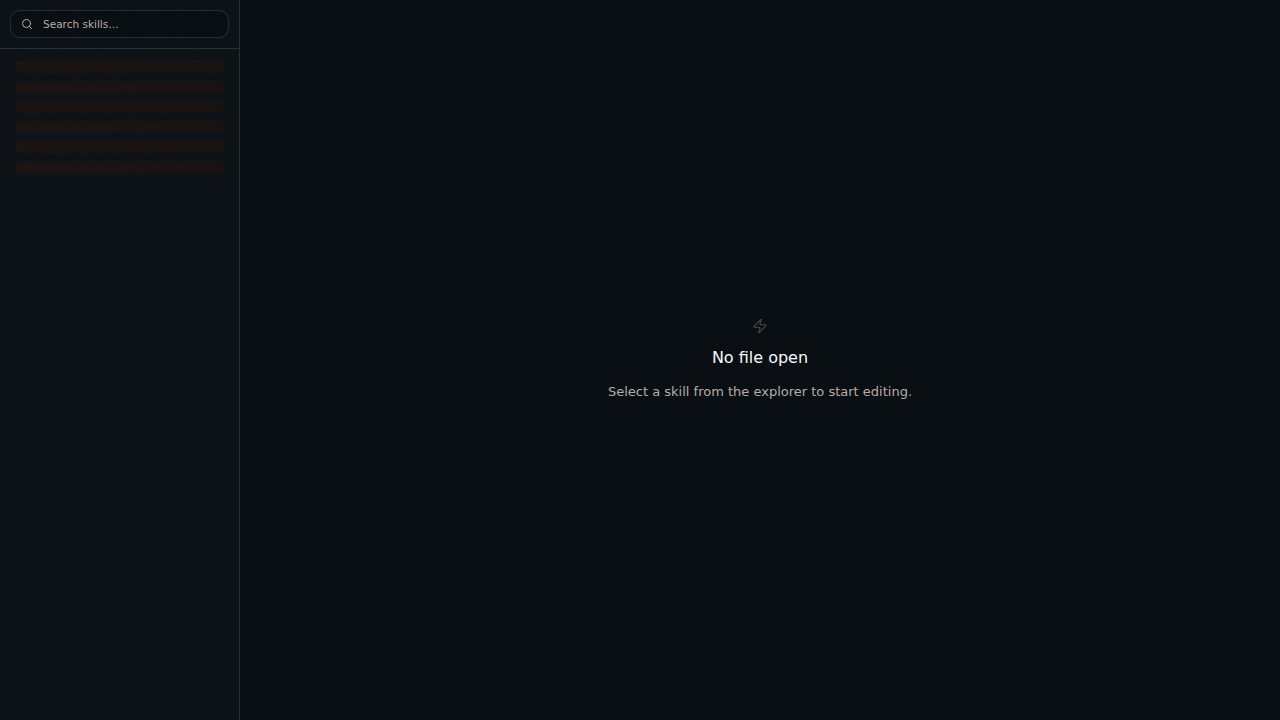 Search skills...
No file open
Select a skill from the explorer to start editing.